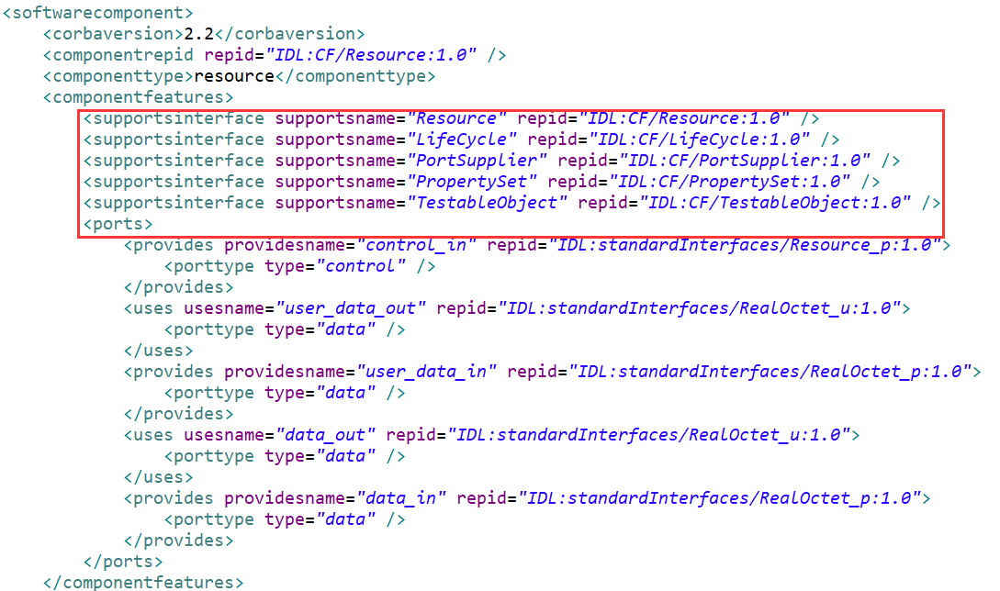 <softwarecomponent>
<corbaversion>2.2</corbaversion>
<componentrepid repid="IDL:CF/Resource:1.0" />
<componenttype>resource</componenttype>
<componentfeatures>
<supportsinterface supportsname="Resource" repid="IDL:CF/Resource:1.0" />
<supportsinterface supportsname="LifeCycle" repid="IDL:CF/LifeCycle:1.0" />
<supportsinterface supportsname="PortSupplier" repid="IDL:CF/PortSupplier:1.0" />
<supportsinterface supportsname="PropertySet" repid="IDL:CF/PropertySet:1.0" />
<supportsinterface supportsname="TestableObject" repid="IDL:CF/TestableObject:1.0" />
<ports>
<provides providesname="control_in" repid="IDL:standardInterfaces/Resource_p:1.0">
<porttype type="control" />
</provides>
<uses usesname="user_data_out" repid="IDL:standardInterfaces/RealOctet_u:1.0">
<porttype type="data" />
</uses>
<provides providesname="user_data_in" repid="IDL:standardInterfaces/RealOctet_p:1.0">
<porttype type="data" />
</provides>
<uses usesname="data_out" repid="IDL:standardInterfaces/RealOctet_u:1.0">
<porttype type="data" />
</uses>
<provides providesname="data_in" repid="IDL:standardInterfaces/RealOctet_p:1.0">
<porttype type="data" />
</provides>
</ports>
</componentfeatures>